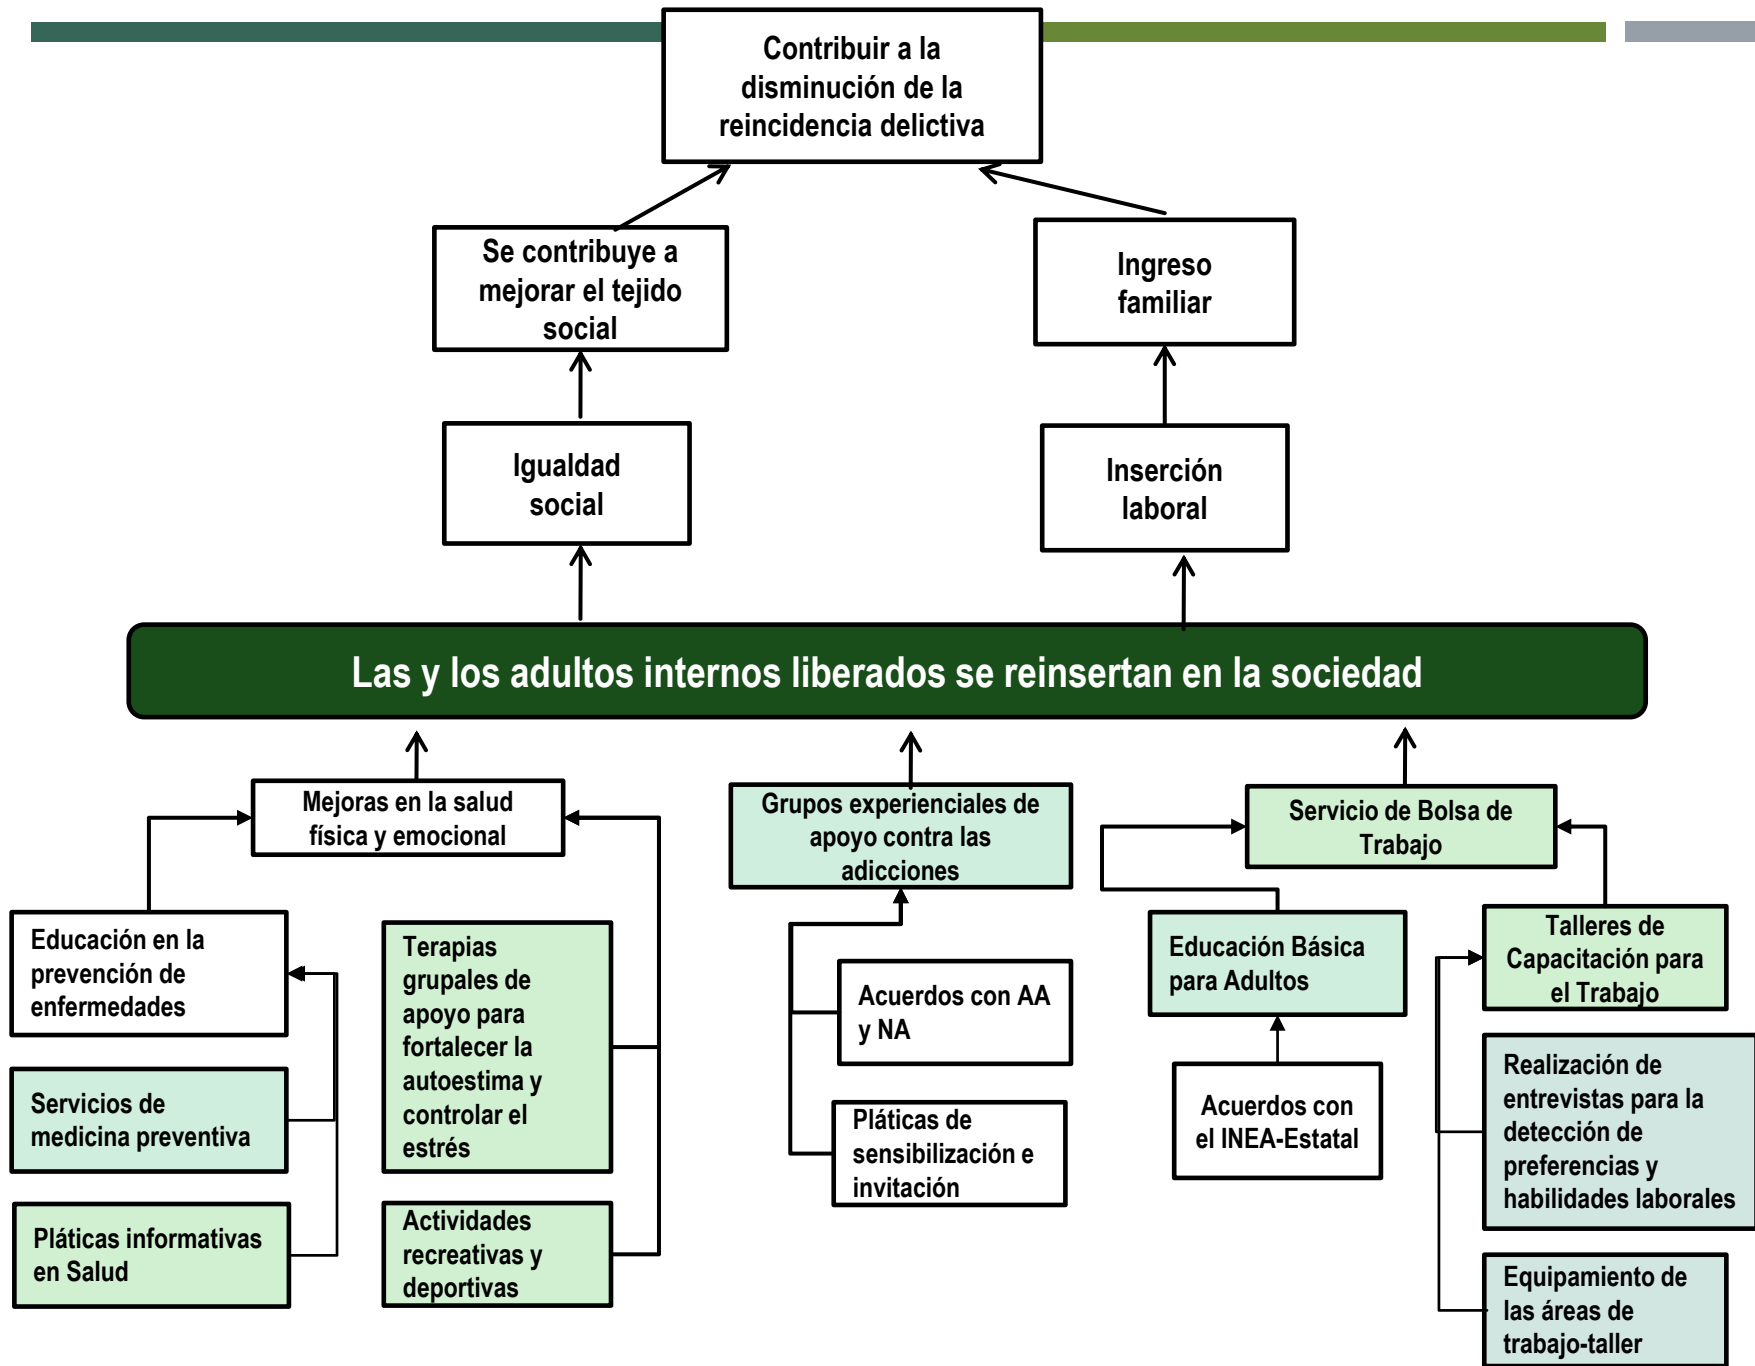 Contribuir a la
disminución de la
reincidencia delictiva
Se contribuye a
mejorar el tejido
social
Ingreso
familiar
Igualdad
social
Inserción
laboral
Las y los adultos internos liberados se reinsertan en la sociedad
Mejoras en la salud
física y emocional
Grupos experienciales de
apoyo contra las
adicciones
Servicio de Bolsa de
Trabajo
Educación en la
prevención de
enfermedades
Terapias
grupales de
apoyo para
fortalecer la
autoestima y
controlar el
estrés
Acuerdos con AA
y NA
Educación Básica
para Adultos
Talleres de
Capacitación para
el Trabajo
Servicios de
medicina preventiva
Pláticas de
sensibilización e
invitación
Acuerdos con
el INEA-Estatal
Realización de
entrevistas para la
detección de
preferencias y
habilidades laborales
Pláticas informativas
en Salud
Actividades
recreativas y
deportivas
Equipamiento de
las áreas de
trabajo-taller